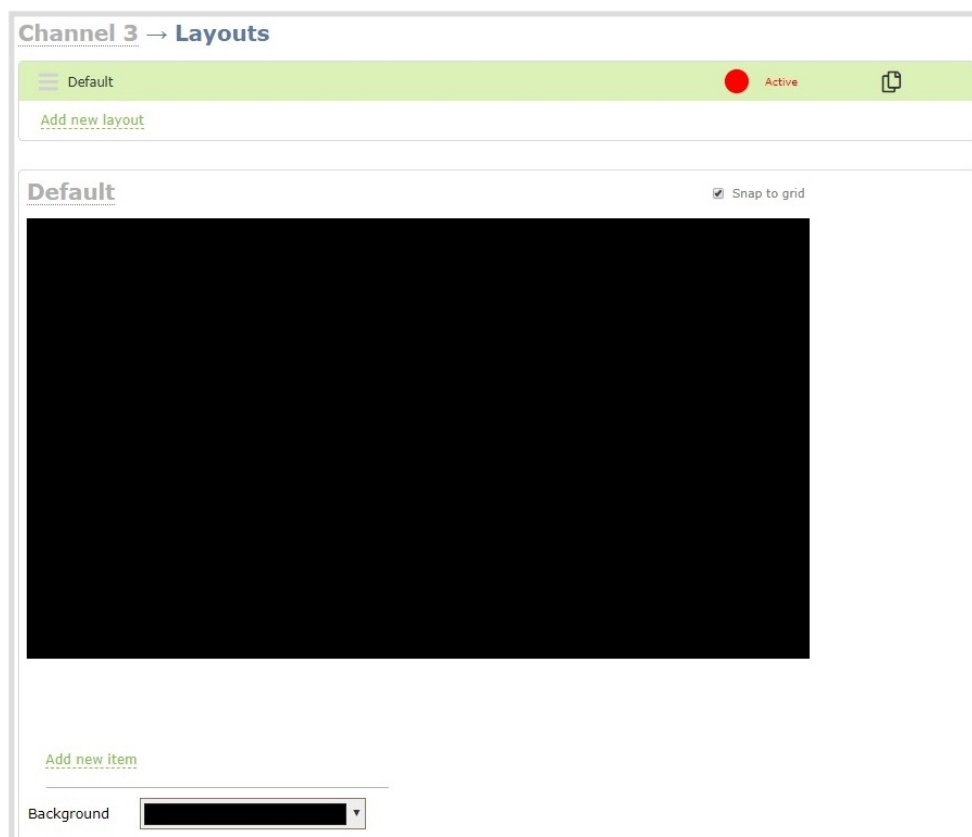 Channel 3 → Layouts
Default Active
Add new layout
Default Snap to grid
Add new item
Background